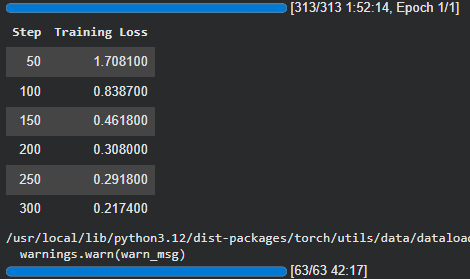 [313/313 1:52:14, Epoch 1/1]
Step Training Loss
50 1.708100
100 0.838700
150 0.461800
200 0.308000
250 0.291800
300 0.217400
/usr/local/lib/python3.12/dist-packages/torch/utils/data/dataloa
warnings.warn(warn_msg)
[63/63 42:17]